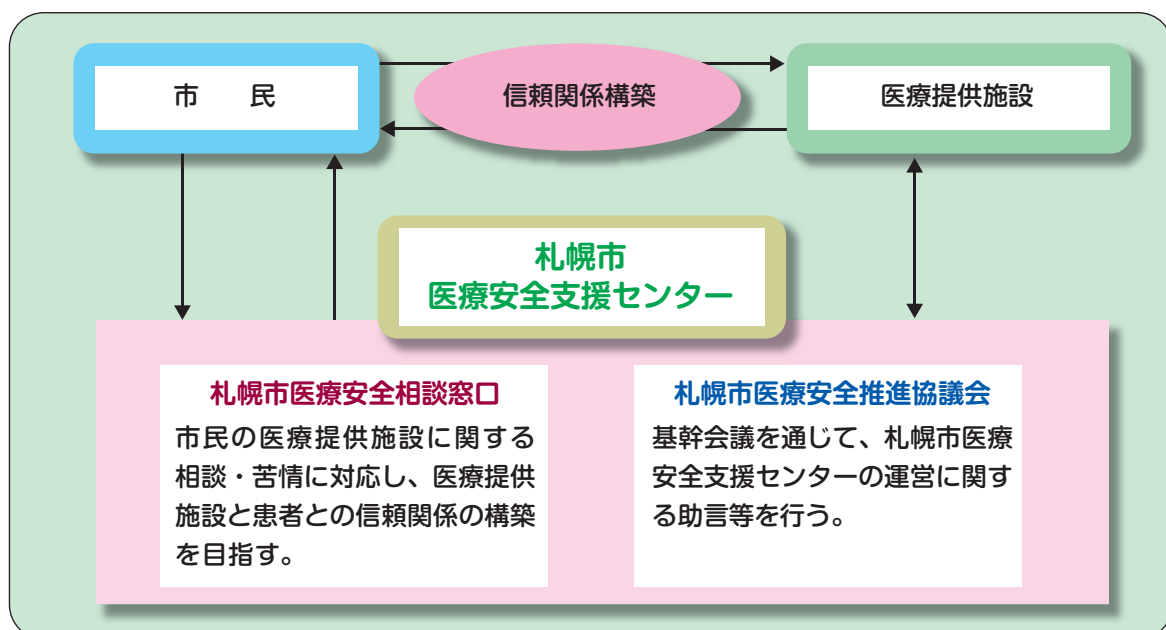 市　　民
信頼関係構築
医療提供施設
札幌市
医療安全支援センター
札幌市医療安全相談窓口
市民の医療提供施設に関する
相談・苦情に対応し、医療提供
施設と患者との信頼関係の構築
を目指す。
札幌市医療安全推進協議会
基幹会議を通じて、札幌市医療
安全支援センターの運営に関す
る助言等を行う。